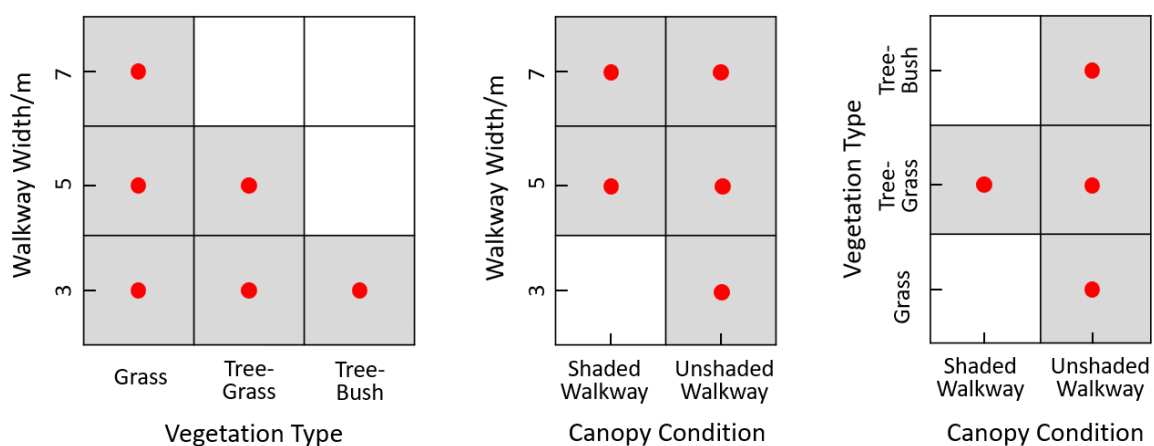 Walkway Width/m
7
5
3
Grass
Tree-
Grass
Tree-
Bush
Vegetation Type
Walkway Width/m
7
5
3
Shaded
Walkway
Unshaded
Walkway
Canopy Condition
Vegetation Type
Tree-
Bush
Tree-
Grass
Grass
Shaded
Walkway
Unshaded
Walkway
Canopy Condition